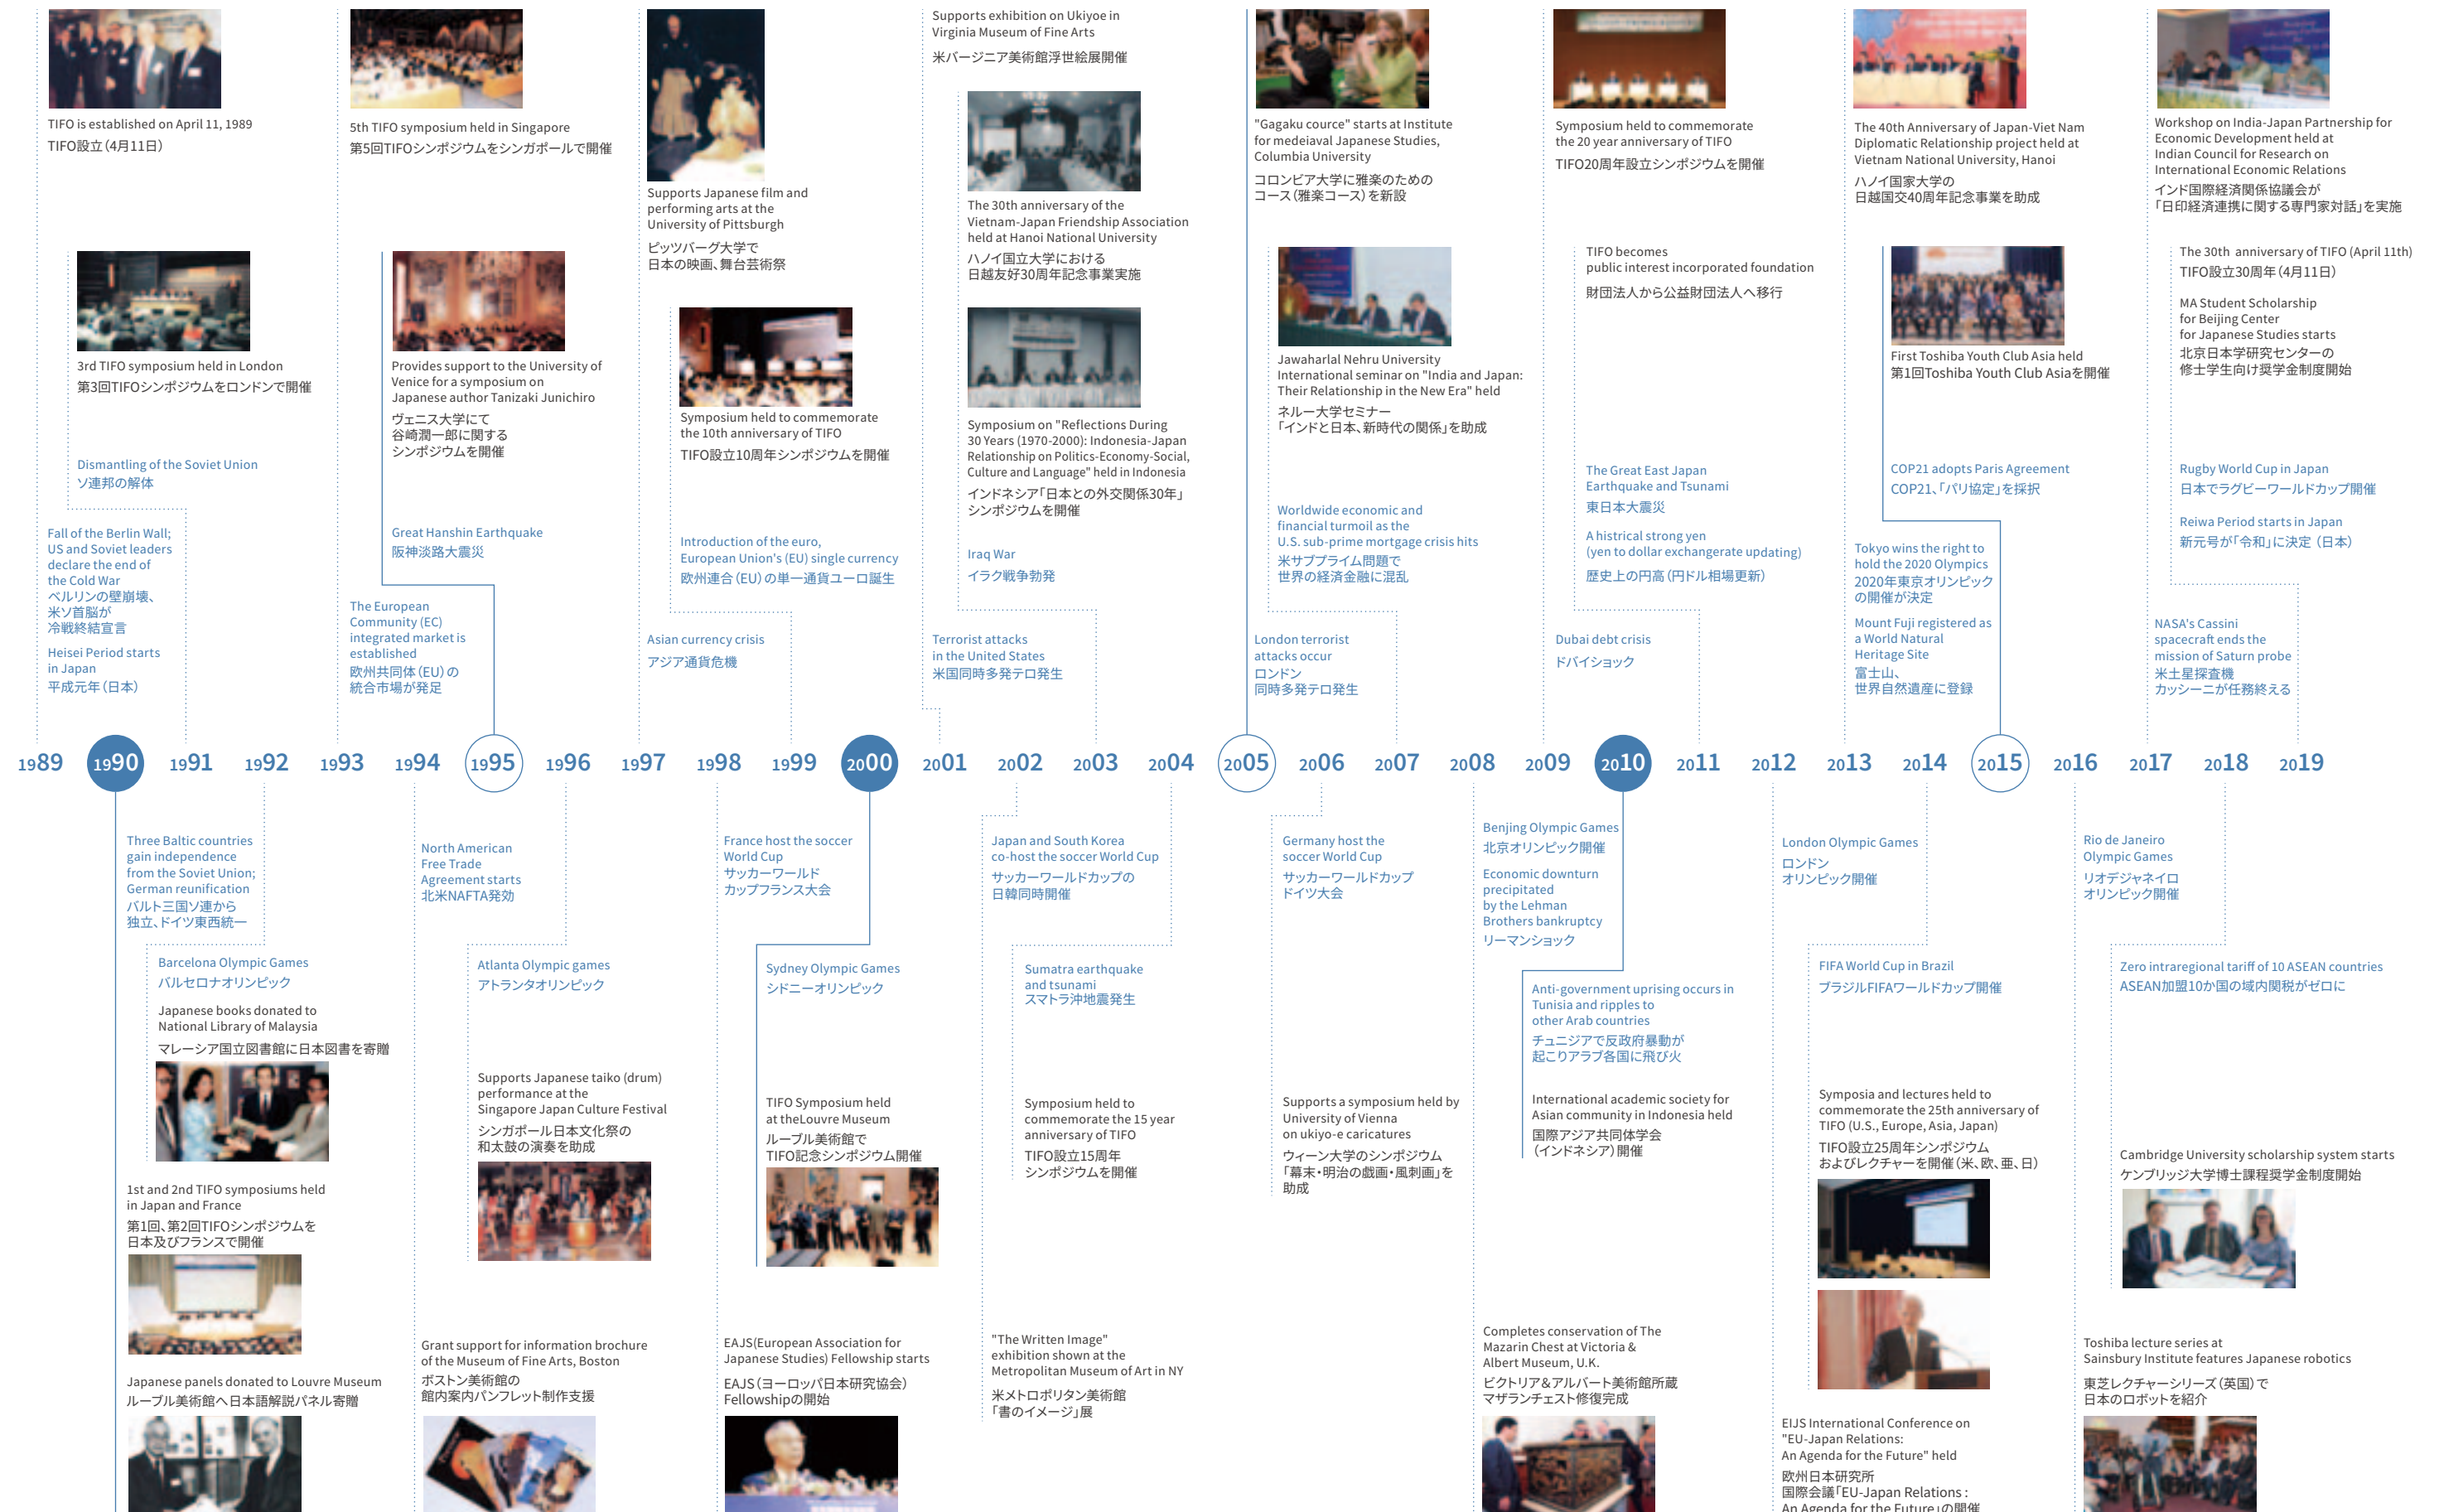 TIFO is established on April 11, 1989
TIFO設立（4月11日）
3rd TIFO symposium held in London
第3回TIFOシンポジウムをロンドンで開催
Dismantling of the Soviet Union
ソ連邦の解体
Fall of the Berlin Wall;
US and Soviet leaders
declare the end of
the Cold War
ベルリンの壁崩壊、
米ソ首脳が
冷戦終結宣言
Heisei Period starts
in Japan
平成元年（日本）
5th TIFO symposium held in Singapore
第5回TIFOシンポジウムをシンガポールで開催
Provides support to the University of
Venice for a symposium on
Japanese author Tanizaki Junichiro
ヴェニス大学にて
谷崎潤一郎に関する
シンポジウムを開催
Great Hanshin Earthquake
阪神淡路大震災
The European
Community (EC)
integrated market is
established
欧州共同体（EU）の
統合市場が発足
Supports Japanese film and
performing arts at the
University of Pittsburgh
ピッツバーグ大学で
日本の映画、舞台芸術祭
Symposium held to commemorate
the 10th anniversary of TIFO
TIFO設立10周年シンポジウムを開催
Introduction of the euro,
European Union's (EU) single currency
欧州連合（EU）の単一通貨ユーロ誕生
Asian currency crisis
アジア通貨危機
Supports exhibition on Ukiyoe in
Virginia Museum of Fine Arts
米バージニア美術館浮世絵展開催
The 30th anniversary of the
Vietnam-Japan Friendship Association
held at Hanoi National University
ハノイ国立大学における
日越友好30周年記念事業実施
Symposium on "Reflections During
30 Years (1970-2000): Indonesia-Japan
Relationship on Politics-Economy-Social,
Culture and Language" held in Indonesia
インドネシア「日本との外交関係30年」
シンポジウムを開催
Iraq War
イラク戦争勃発
Terrorist attacks
in the United States
米国同時多発テロ発生
"Gagaku cource" starts at Institute
for medeiaval Japanese Studies,
Columbia University
コロンビア大学に雅楽のための
コース（雅楽コース）を新設
Jawaharlal Nehru University
International seminar on "India and Japan:
Their Relationship in the New Era" held
ネルー大学セミナー
「インドと日本、新時代の関係」を助成
Worldwide economic and
financial turmoil as the
U.S. sub-prime mortgage crisis hits
米サブプライム問題で
世界の経済金融に混乱
London terrorist
attacks occur
ロンドン
同時多発テロ発生
Symposium held to commemorate
the 20 year anniversary of TIFO
TIFO20周年設立シンポジウムを開催
TIFO becomes
public interest incorporated foundation
財団法人から公益財団法人へ移行
The Great East Japan
Earthquake and Tsunami
東日本大震災
A histrical strong yen
(yen to dollar exchangerate updating)
歴史上の円高（円ドル相場更新）
Dubai debt crisis
ドバイショック
The 40th Anniversary of Japan-Viet Nam
Diplomatic Relationship project held at
Vietnam National University, Hanoi
ハノイ国家大学の
日越国交40周年記念事業を助成
First Toshiba Youth Club Asia held
第1回Toshiba Youth Club Asiaを開催
COP21 adopts Paris Agreement
COP21、「パリ協定」を採択
Tokyo wins the right to
hold the 2020 Olympics
2020年東京オリンピック
の開催が決定
Mount Fuji registered as
a World Natural
Heritage Site
富士山、
世界自然遺産に登録
Workshop on India-Japan Partnership for
Economic Development held at
Indian Council for Research on
International Economic Relations
インド国際経済関係協議会が
「日印経済連携に関する専門家対話」を実施
The 30th anniversary of TIFO (April 11th)
TIFO設立30周年（4月11日）
MA Student Scholarship
for Beijing Center
for Japanese Studies starts
北京日本学研究センターの
修士学生向け奨学金制度開始
Rugby World Cup in Japan
日本でラグビーワールドカップ開催
Reiwa Period starts in Japan
新元号が「令和」に決定（日本）
NASA's Cassini
spacecraft ends the
mission of Saturn probe
米土星探査機
カッシーニが任務終える
1989 1990 1991 1992 1993 1994 1995 1996 1997 1998 1999 2000 2001 2002 2003 2004 2005 2006 2007 2008 2009 2010 2011 2012 2013 2014 2015 2016 2017 2018 2019
Three Baltic countries
gain independence
from the Soviet Union;
German reunification
バルト三国ソ連から
独立、ドイツ東西統一
Barcelona Olympic Games
バルセロナオリンピック
Japanese books donated to
National Library of Malaysia
マレーシア国立図書館に日本図書を寄贈
1st and 2nd TIFO symposiums held
in Japan and France
第1回、第2回TIFOシンポジウムを
日本及びフランスで開催
Japanese panels donated to Louvre Museum
ルーブル美術館へ日本語解説パネル寄贈
North American
Free Trade
Agreement starts
北米NAFTA発効
Atlanta Olympic games
アトランタオリンピック
Supports Japanese taiko (drum)
performance at the
Singapore Japan Culture Festival
シンガポール日本文化祭の
和太鼓の演奏を助成
Grant support for information brochure
of the Museum of Fine Arts, Boston
ボストン美術館の
館内案内パンフレット制作支援
France host the soccer
World Cup
サッカーワールド
カップフランス大会
Sydney Olympic Games
シドニーオリンピック
TIFO Symposium held
at theLouvre Museum
ルーブル美術館で
TIFO記念シンポジウム開催
EAJS(European Association for
Japanese Studies) Fellowship starts
EAJS（ヨーロッパ日本研究協会）
Fellowshipの開始
Japan and South Korea
co-host the soccer World Cup
サッカーワールドカップの
日韓同時開催
Sumatra earthquake
and tsunami
スマトラ沖地震発生
Symposium held to
commemorate the 15 year
anniversary of TIFO
TIFO設立15周年
シンポジウムを開催
"The Written Image"
exhibition shown at the
Metropolitan Museum of Art in NY
米メトロポリタン美術館
「書のイメージ」展
Germany host the
soccer World Cup
サッカーワールドカップ
ドイツ大会
Supports a symposium held by
University of Vienna
on ukiyo-e caricatures
ウィーン大学のシンポジウム
「幕末・明治の戯画・風刺画」を
助成
Benjing Olympic Games
北京オリンピック開催
Economic downturn
precipitated
by the Lehman
Brothers bankruptcy
リーマンショック
Anti-government uprising occurs in
Tunisia and ripples to
other Arab countries
チュニジアで反政府暴動が
起こりアラブ各国に飛び火
International academic society for
Asian community in Indonesia held
国際アジア共同体学会
（インドネシア）開催
Completes conservation of The
Mazarin Chest at Victoria &
Albert Museum, U.K.
ビクトリア＆アルバート美術館所蔵
マザランチェスト修復完成
London Olympic Games
ロンドン
オリンピック開催
FIFA World Cup in Brazil
ブラジルFIFAワールドカップ開催
Symposia and lectures held to
commemorate the 25th anniversary of
TIFO (U.S., Europe, Asia, Japan)
TIFO設立25周年シンポジウム
およびレクチャーを開催（米、欧、亜、日）
EIJS International Conference on
"EU-Japan Relations:
An Agenda for the Future" held
欧州日本研究所
国際会議「EU-Japan Relations :
An Agenda for the Future」の開催
Rio de Janeiro
Olympic Games
リオデジャネイロ
オリンピック開催
Zero intraregional tariff of 10 ASEAN countries
ASEAN加盟10か国の域内関税がゼロに
Cambridge University scholarship system starts
ケンブリッジ大学博士課程奨学金制度開始
Toshiba lecture series at
Sainsbury Institute features Japanese robotics
東芝レクチャーシリーズ（英国）で
日本のロボットを紹介